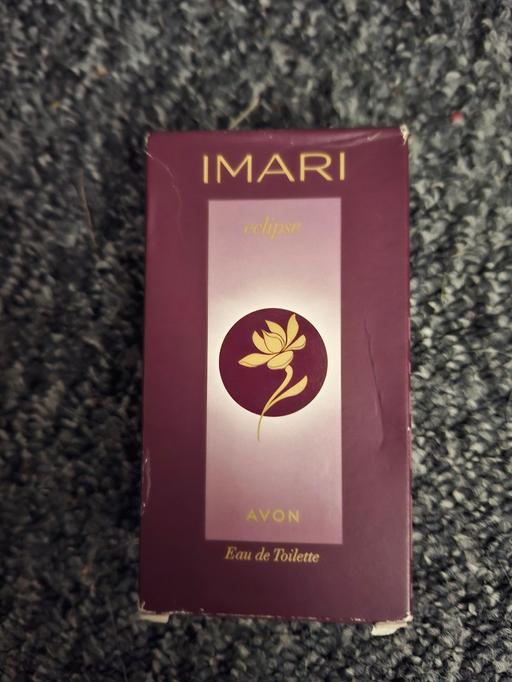 IMARI
eclipse
AVON
Eau de Toilette